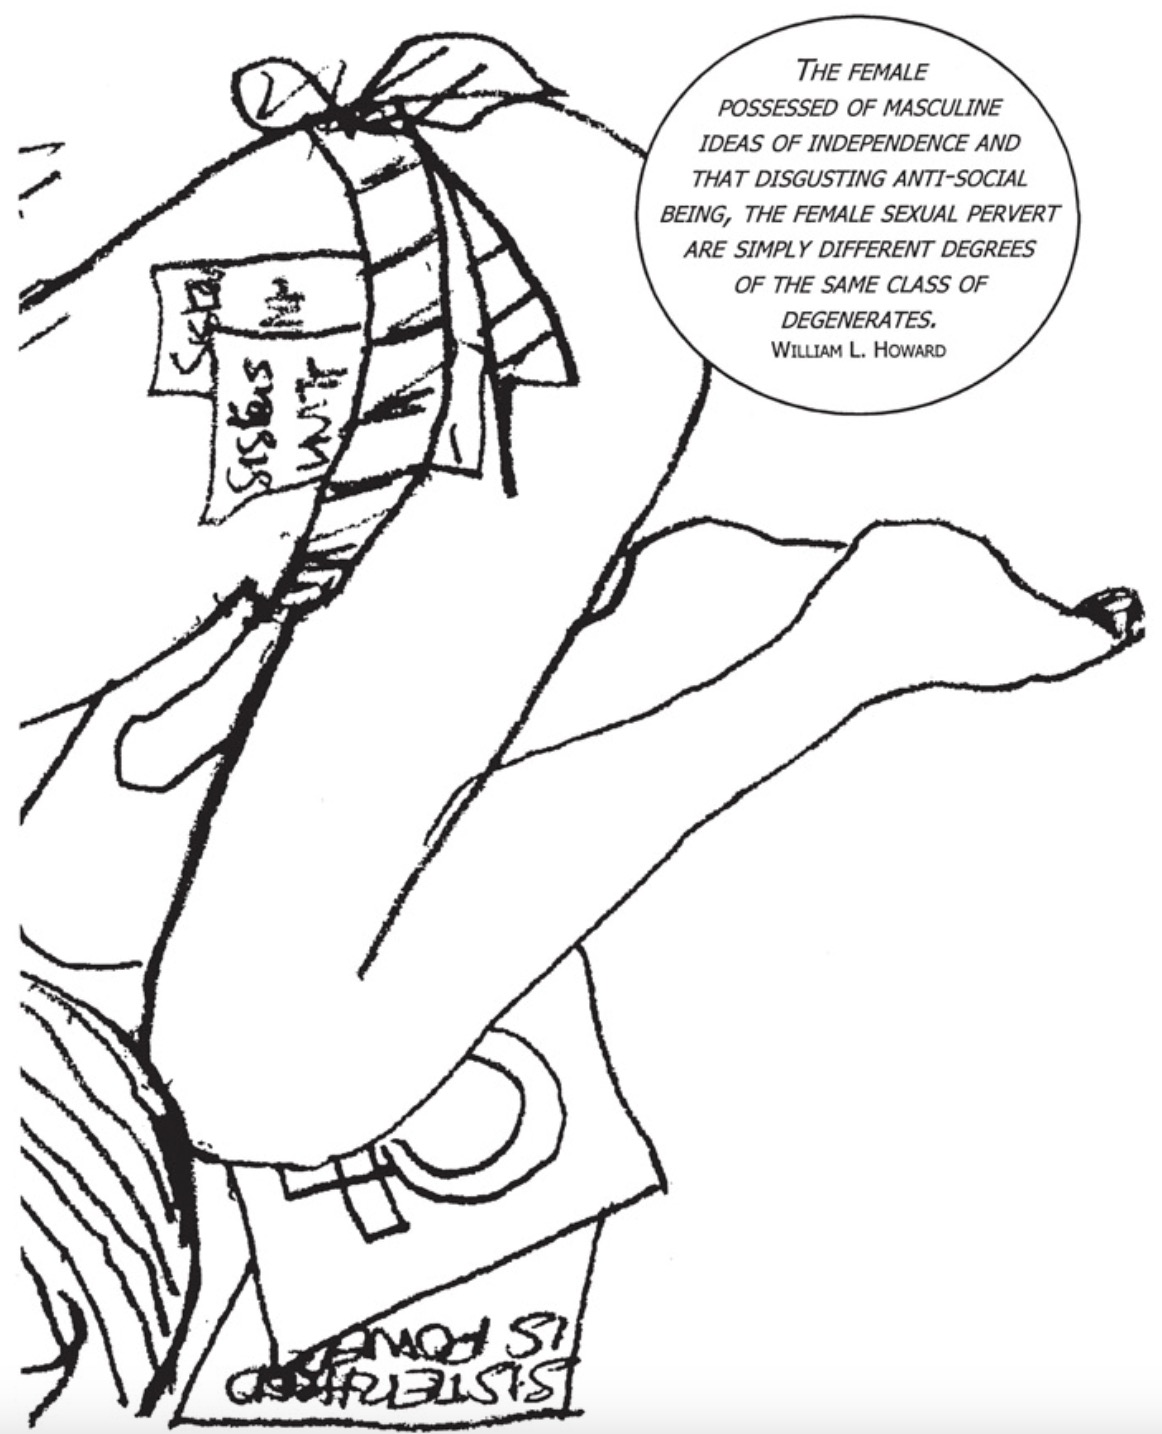 THE FEMALE
POSSESSED OF MASCULINE
IDEAS OF INDEPENDENCE AND
THAT DISGUSTING ANTI-SOCIAL
BEING, THE FEMALE SEXUAL PERVERT
ARE SIMPLY DIFFERENT DEGREES
OF THE SAME CLASS OF
DEGENERATES.
WILLIAM L. HOWARD
Sisters
SISTERHOOD
IS POWER